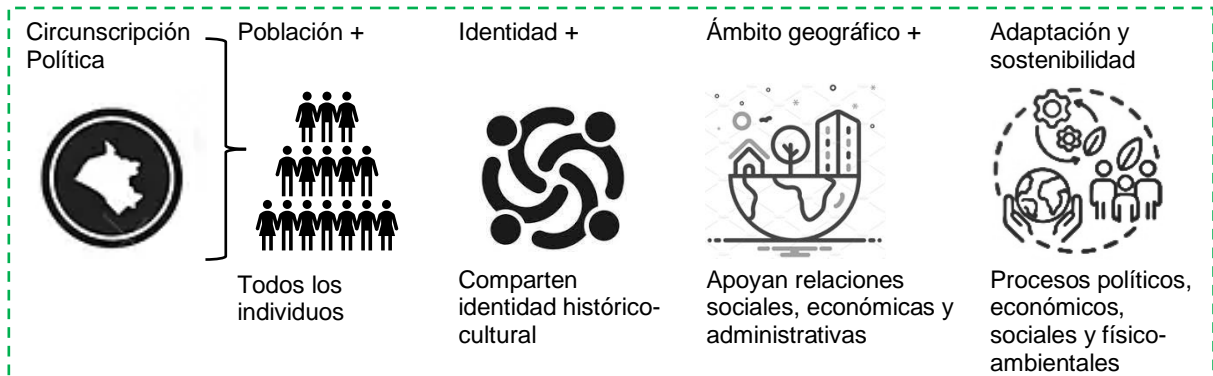 Circunscripción
Política
Población +
Todos los
individuos
Identidad +
Comparten
identidad histórico-
cultural
Ámbito geográfico +
Apoyan relaciones
sociales, económicas y
administrativas
Adaptación y
sostenibilidad
Procesos políticos,
económicos,
sociales y físico-
ambientales